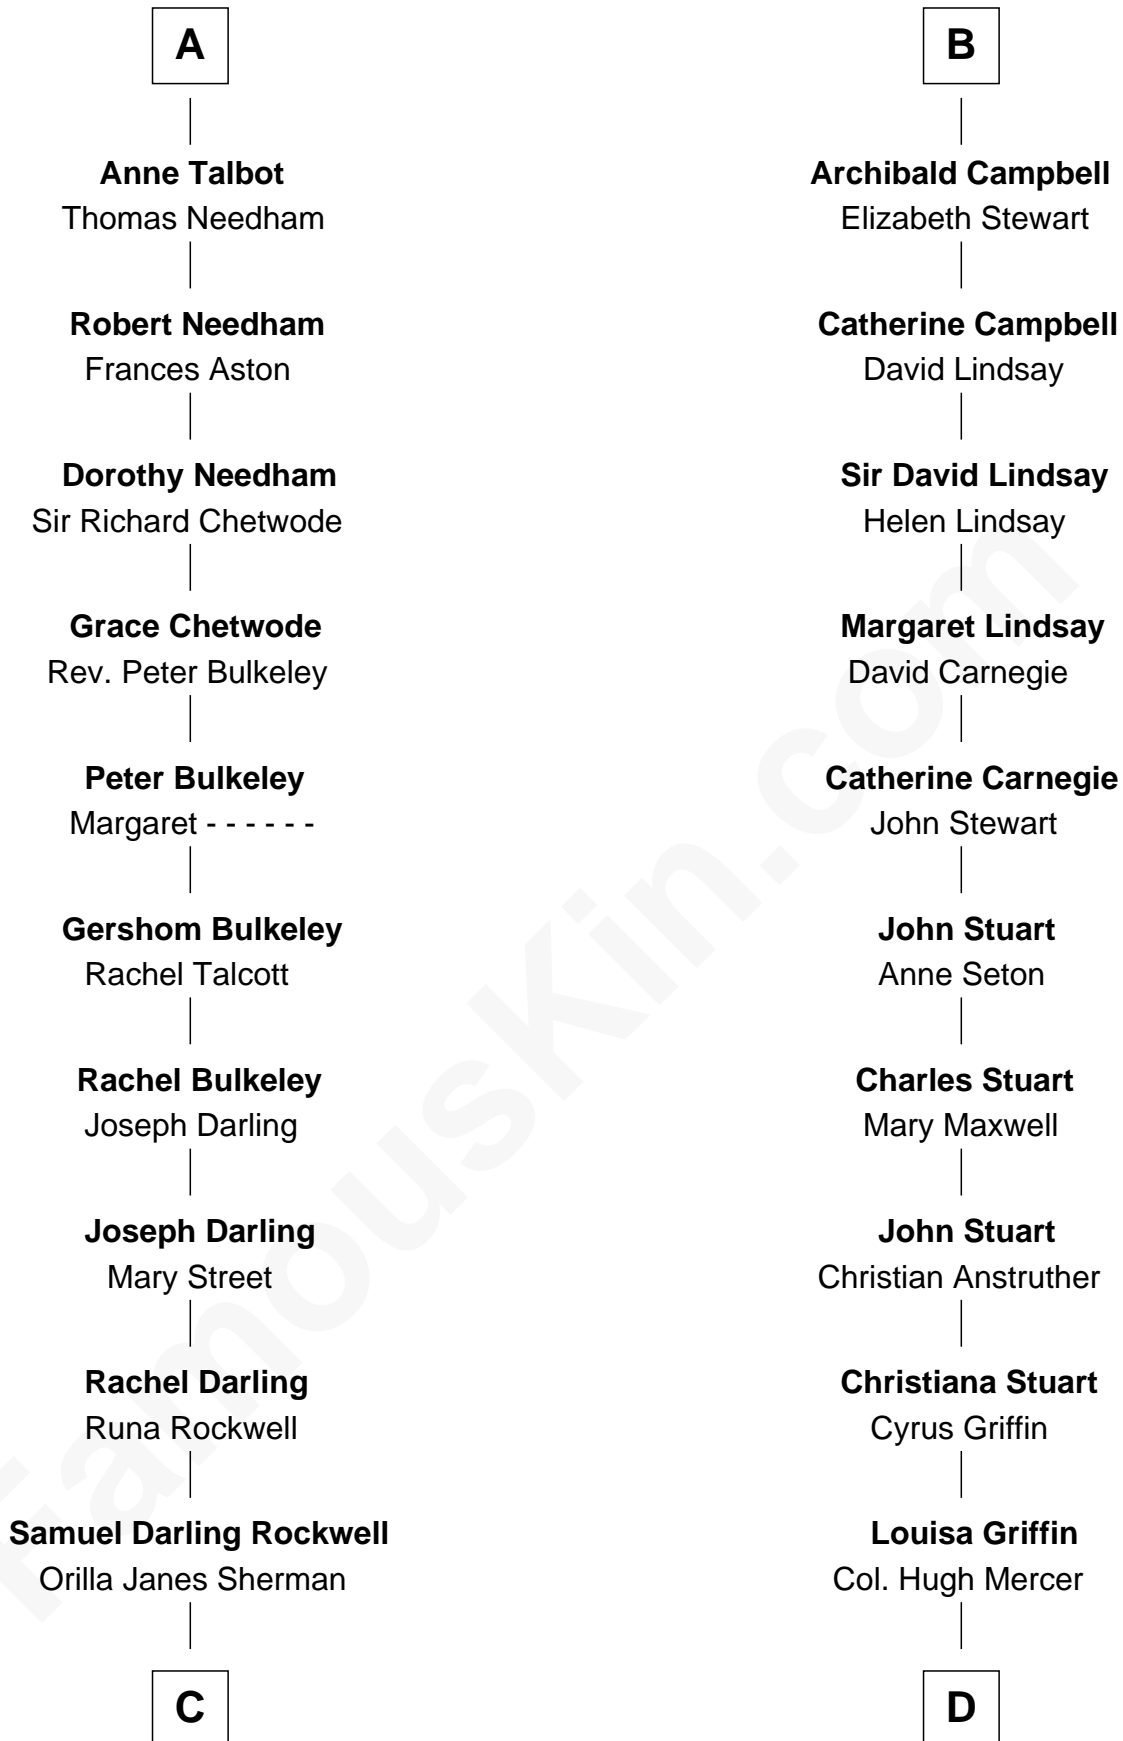 A
Anne Talbot
Thomas Needham
Robert Needham
Frances Aston
Dorothy Needham
Sir Richard Chetwode
Grace Chetwode
Rev. Peter Bulkeley
Peter Bulkeley
Margaret - - - - - -
Gershom Bulkeley
Rachel Talcott
Rachel Bulkeley
Joseph Darling
Joseph Darling
Mary Street
Rachel Darling
Runa Rockwell
Samuel Darling Rockwell
Orilla Janes Sherman
C
B
Archibald Campbell
Elizabeth Stewart
Catherine Campbell
David Lindsay
Sir David Lindsay
Helen Lindsay
Margaret Lindsay
David Carnegie
Catherine Carnegie
John Stewart
John Stuart
Anne Seton
Charles Stuart
Mary Maxwell
John Stuart
Christian Anstruther
Christiana Stuart
Cyrus Griffin
Louisa Griffin
Col. Hugh Mercer
D
FamousKin.com